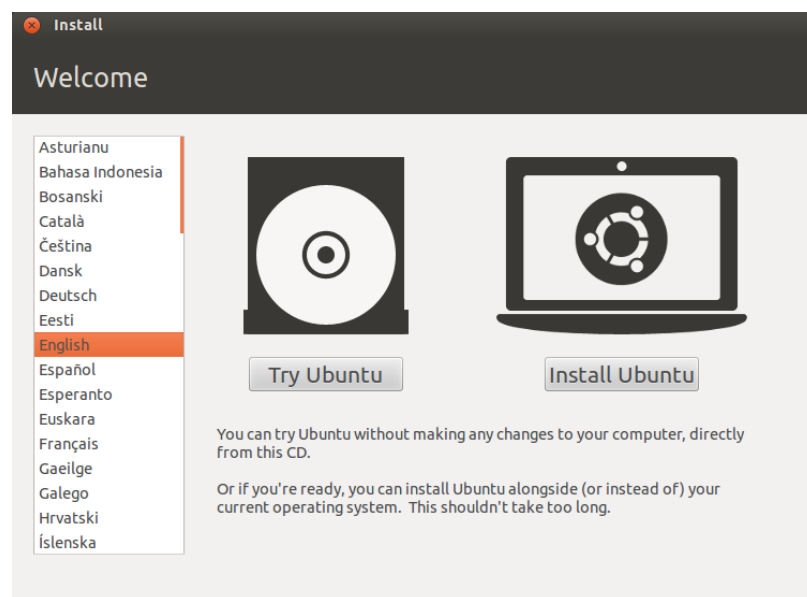 Install
Welcome
Asturianu
Bahasa Indonesia
Bosanski
Català
Čeština
Dansk
Deutsch
Eesti
English
Español
Esperanto
Euskara
Français
Gaeilge
Galego
Hrvatski
Íslenska
Try Ubuntu
Install Ubuntu
You can try Ubuntu without making any changes to your computer, directly
from this CD.
Or if you're ready, you can install Ubuntu alongside (or instead of) your
current operating system.  This shouldn't take too long.